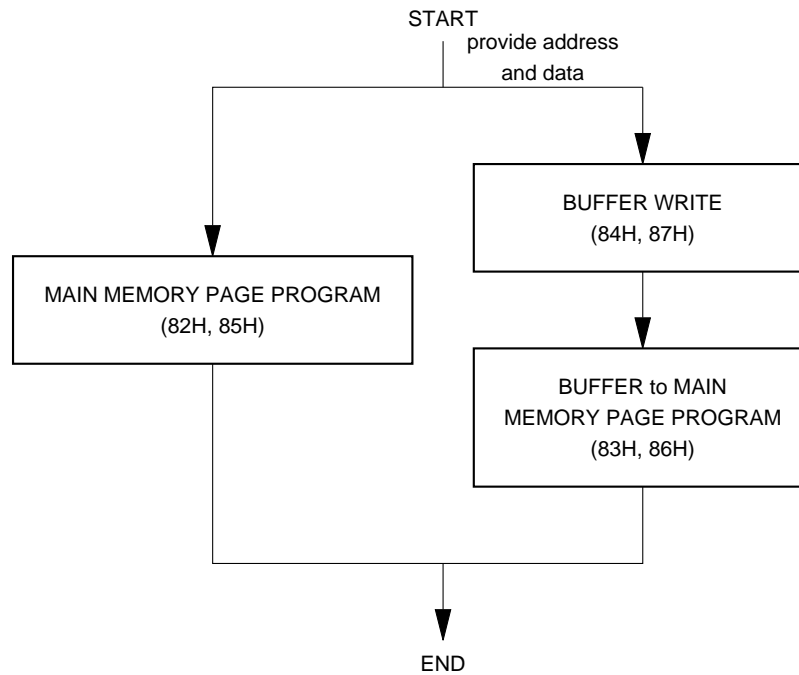 START
provide address
and data
BUFFER WRITE
(84H, 87H)
MAIN MEMORY PAGE PROGRAM
(82H, 85H)
BUFFER to MAIN
MEMORY PAGE PROGRAM
(83H, 86H)
END